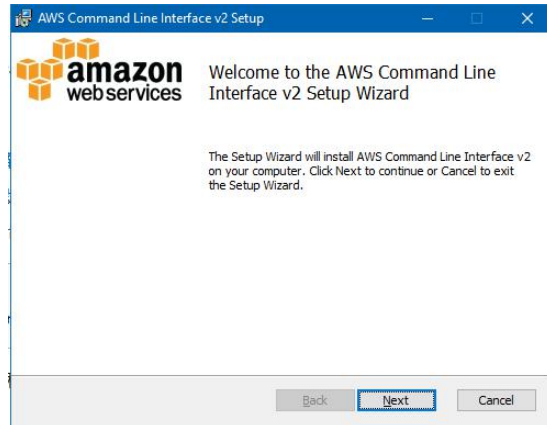 AWS Command Line Interface v2 Setup
amazon
web services
Welcome to the AWS Command Line
Interface v2 Setup Wizard
The Setup Wizard will install AWS Command Line Interface v2
on your computer. Click Next to continue or Cancel to exit
the Setup Wizard.
Back Next Cancel